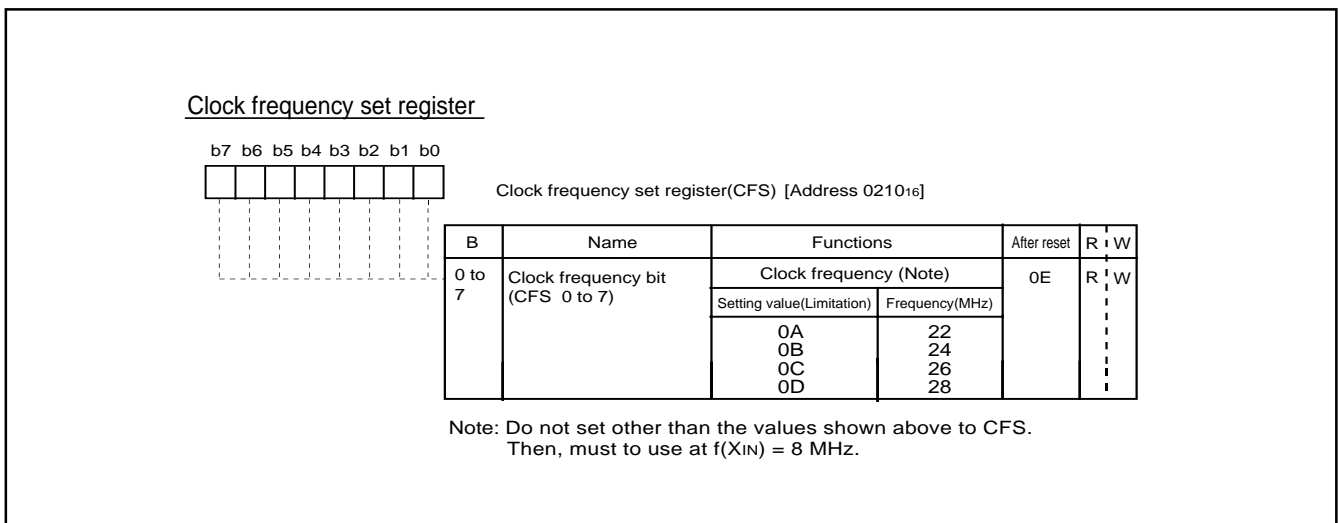 Clock frequency set register
b7 b6 b5 b4 b3 b2 b1 b0
Clock frequency set register(CFS) [Address 021016]
B Name Functions After reset R W
0 to 7 Clock frequency bit (CFS 0 to 7) Clock frequency (Note) 0E R W
Setting value(Limitation) Frequency(MHz)
0A 22
0B 24
0C 26
0D 28
Note: Do not set other than the values shown above to CFS.
Then, must to use at f(XIN) = 8 MHz.